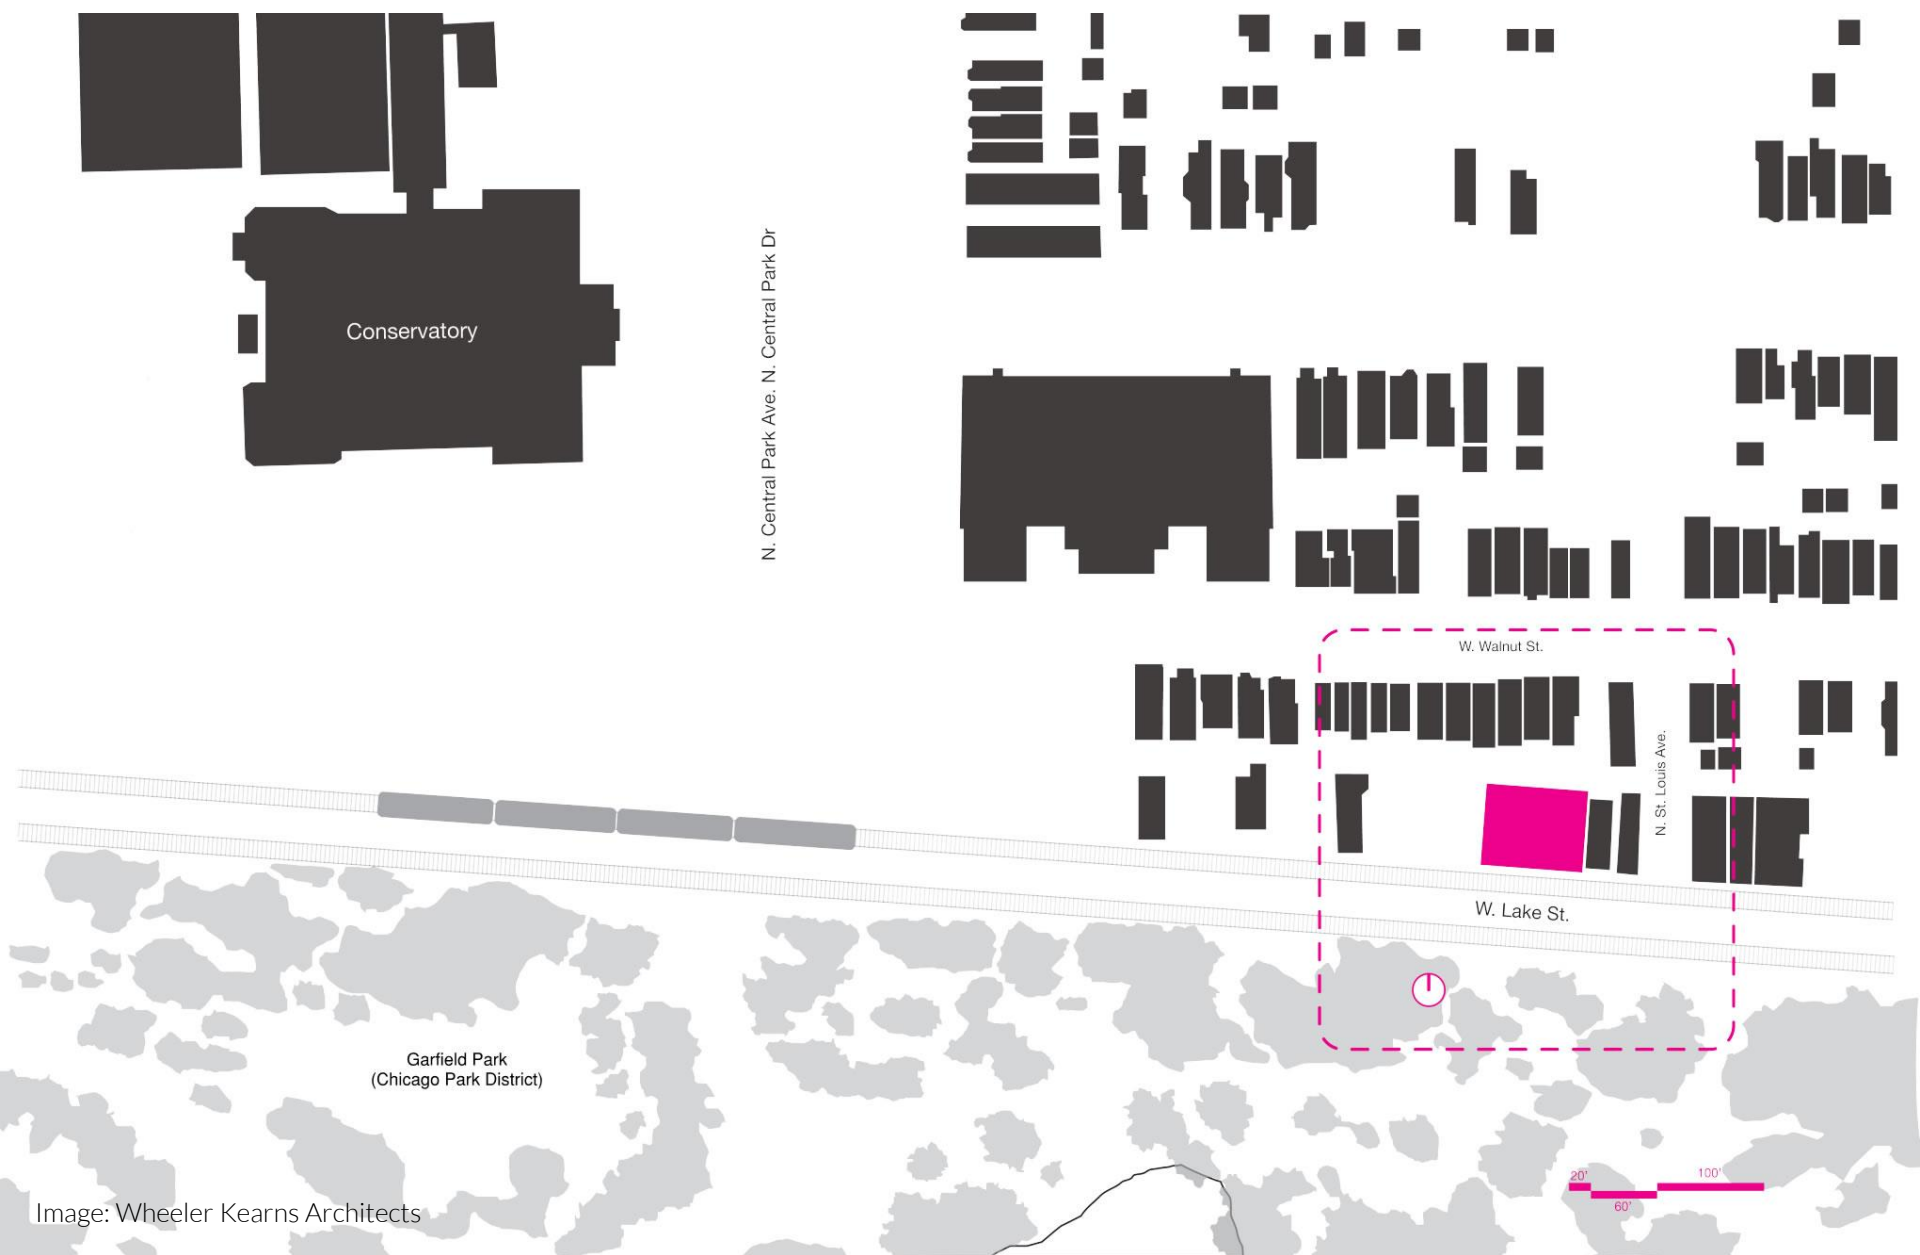 Conservatory
N. Central Park Ave. N. Central Park Dr
W. Walnut St.
N. St. Louis Ave.
W. Lake St.
Garfield Park
(Chicago Park District)
20'
100'
60'
Image: Wheeler Kearns Architects